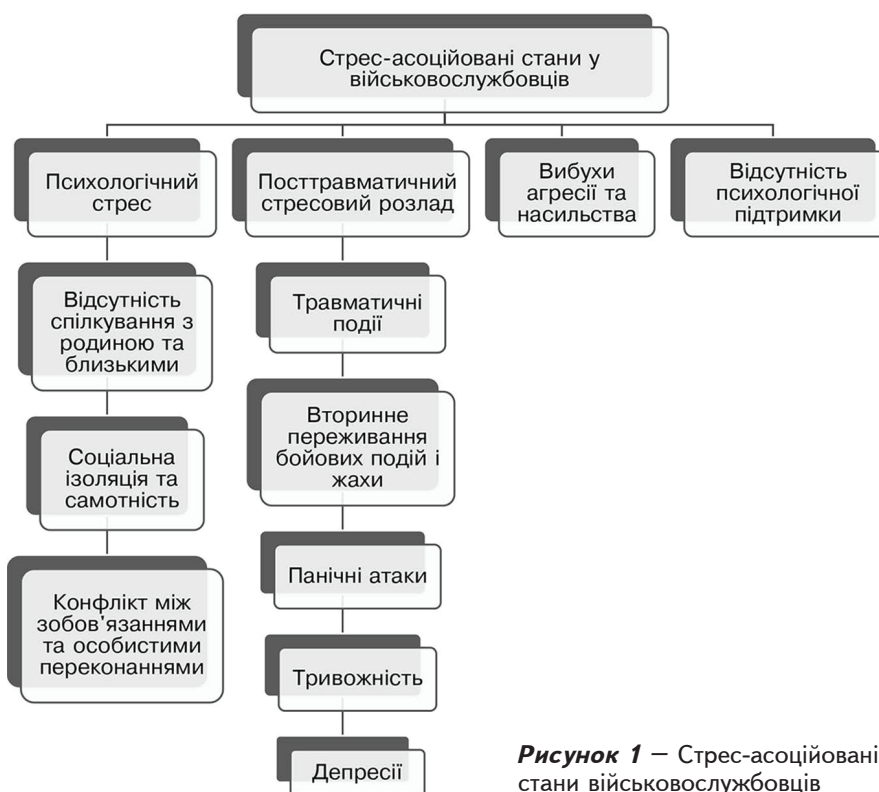 Стрес-асоційовані стани у
військовослужбовців
Психологічний
стрес
Посттравматичний
стресовий розлад
Вибухи
агресії та
насильства
Відсутність
психологічної
підтримки
Відсутність
спілкування з
родиною та
близькими
Соціальна
ізоляція та
самотність
Конфлікт між
зобов'язаннями
та особистими
переконаннями
Травматичні
події
Вторинне
переживання
бойових подій і
жахи
Панічні атаки
Тривожність
Депресії
Рисунок 1 — Стрес-асоційовані
стани військовослужбовців